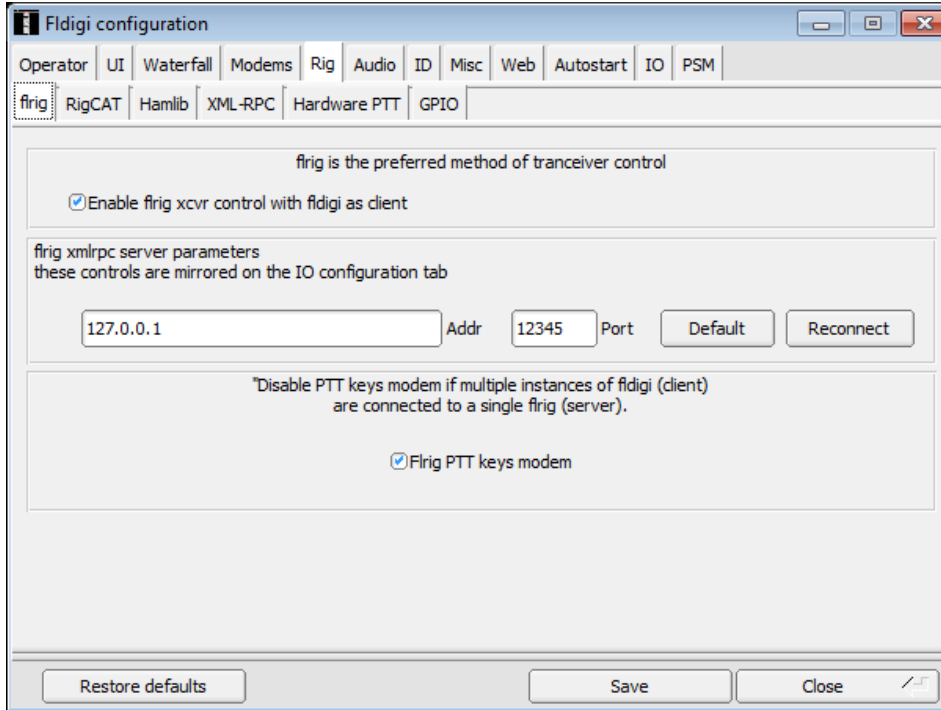 Fldigi configuration
Operator UI Waterfall Modems Rig Audio ID Misc Web Autostart IO PSM
flrig RigCAT Hamlib XML-RPC Hardware PTT GPIO
flrig is the preferred method of tranceiver control
Enable flrig xcvr control with fldigi as client
flrig xmlrpc server parameters
these controls are mirrored on the IO configuration tab
127.0.0.1 Addr 12345 Port Default Reconnect
"Disable PTT keys modem if multiple instances of fldigi (client)
are connected to a single flrig (server).
Flrig PTT keys modem
Restore defaults Save Close